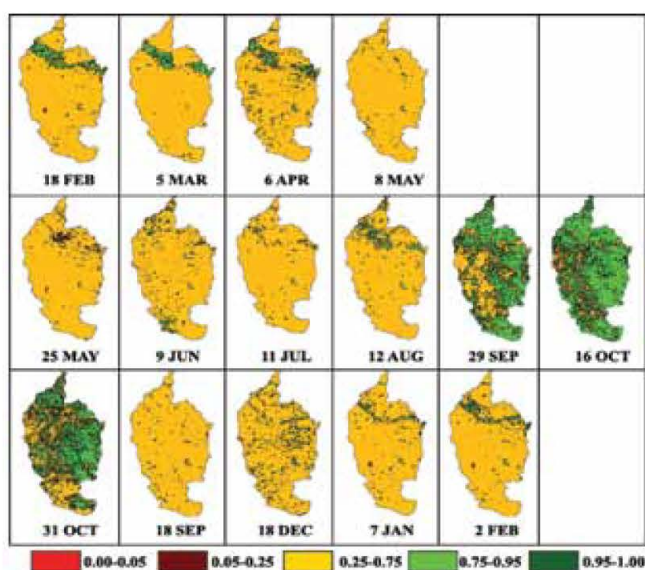 18 FEB 5 MAR 6 APR 8 MAY
25 MAY 9 JUN 11 JUL 12 AUG 29 SEP 16 OCT
31 OCT 18 SEP 18 DEC 7 JAN 2 FEB
0.00-0.05 0.05-0.25 0.25-0.75 0.75-0.95 0.95-1.00